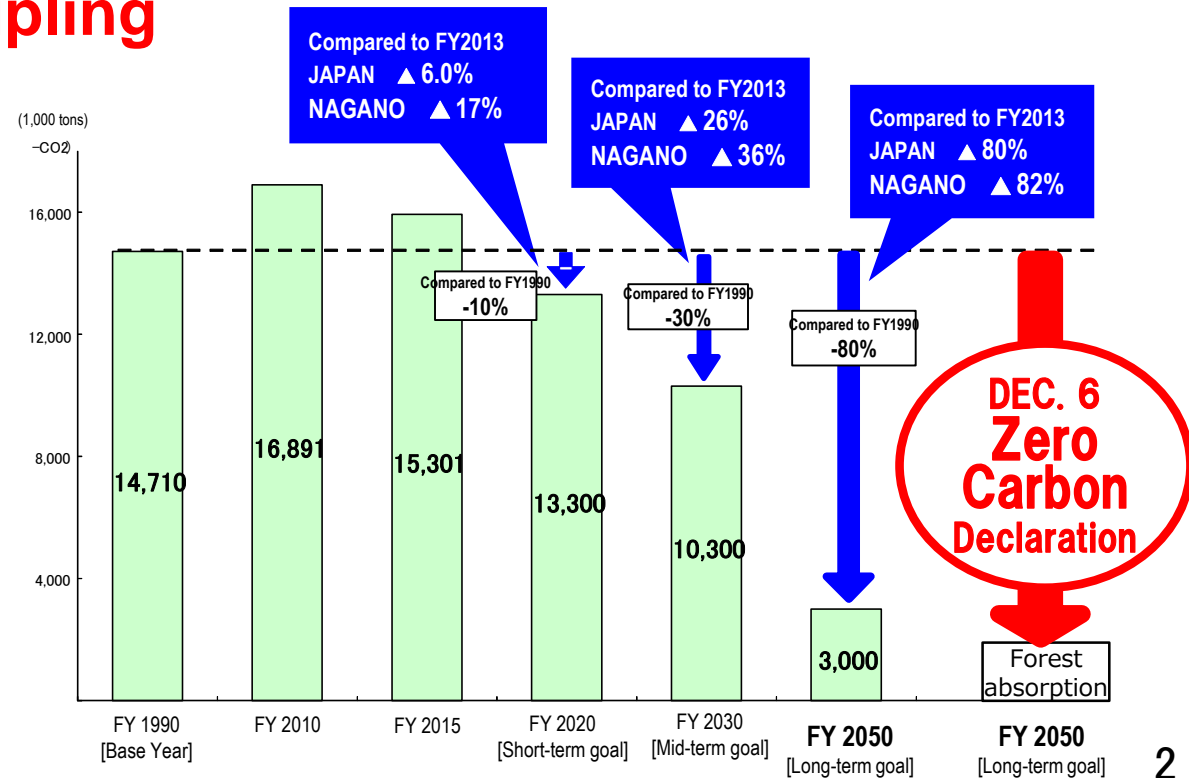 pling
Compared to FY2013
JAPAN ▲ 6.0%
NAGANO ▲ 17%
Compared to FY2013
JAPAN ▲ 26%
NAGANO ▲ 36%
Compared to FY2013
JAPAN ▲ 80%
NAGANO ▲ 82%
(1,000 tons)
-CO2)
16,000
12,000
8,000
4,000
Compared to FY1990
-10%
Compared to FY1990
-30%
Compared to FY1990
-80%
14,710
16,891
15,301
13,300
10,300
3,000
DEC. 6
Zero
Carbon
Declaration
Forest
absorption
FY 1990
[Base Year]
FY 2010
FY 2015
FY 2020
[Short-term goal]
FY 2030
[Mid-term goal]
FY 2050
[Long-term goal]
FY 2050
[Long-term goal]
2